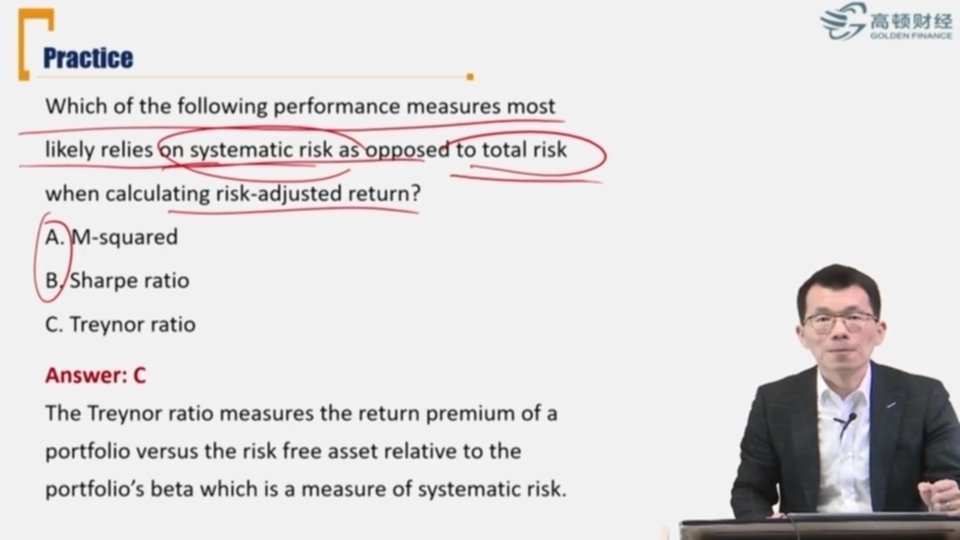 高顿财经
GOLDEN FINANCE
Practice
Which of the following performance measures most
likely relies on systematic risk as opposed to total risk
when calculating risk-adjusted return?
A. M-squared
B. Sharpe ratio
C. Treynor ratio
Answer: C
The Treynor ratio measures the return premium of a
portfolio versus the risk free asset relative to the
portfolio's beta which is a measure of systematic risk.